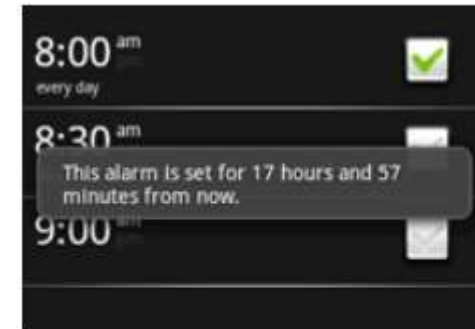 8:00 am
every day
8:30 am
This alarm is set for 17 hours and 57
minutes from now.
9:00 am